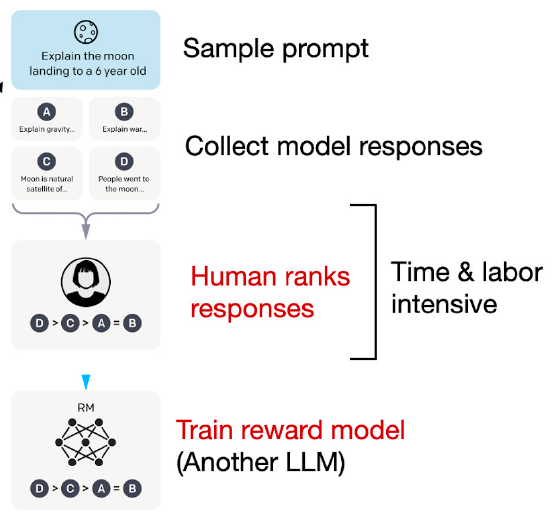 Explain the moon
landing to a 6 year old
Sample prompt
A
Explain gravity...
B
Explain war...
C
Moon is natural
satellite of...
D
People went to
the moon...
Collect model responses
Human ranks
responses
Time & labor
intensive
D > C > A = B
RM
Train reward model
(Another LLM)
D > C > A = B